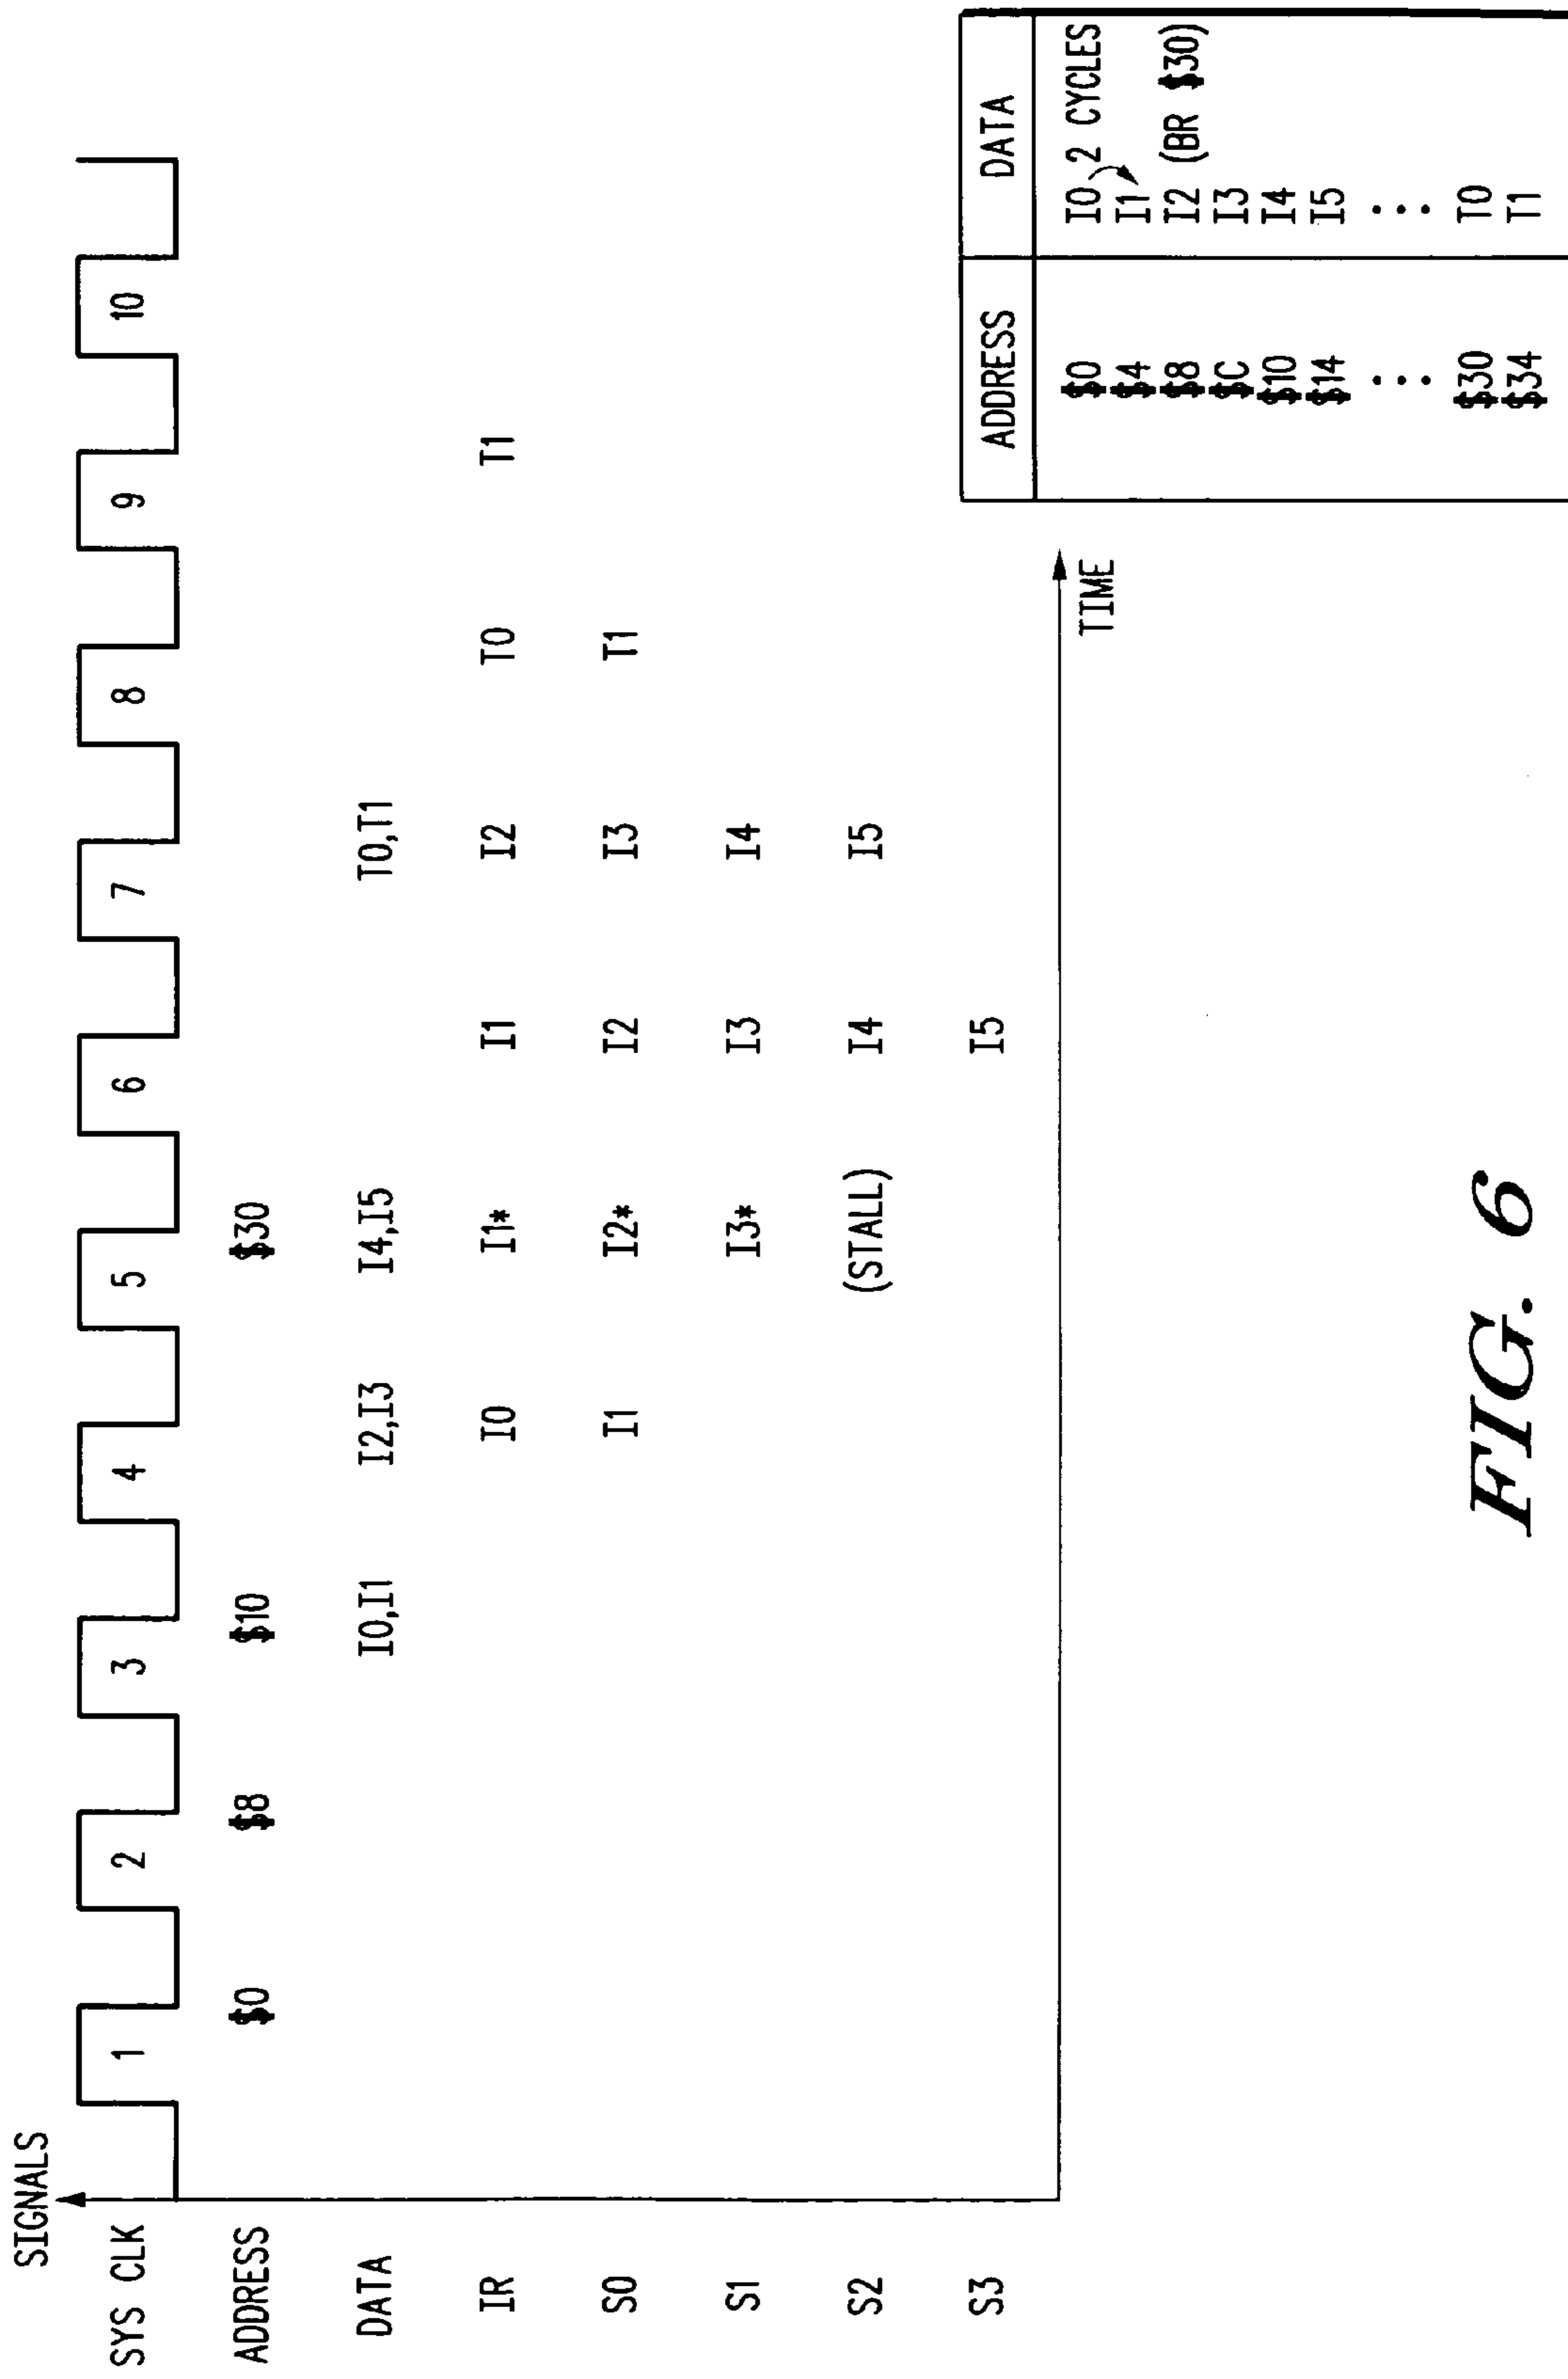 SIGNALS
SYS CLK 1 2 3 4 5 6 7 8 9 10
ADDRESS $0 $8 $10 $30
DATA I0,I1 I2,I3 I4,I5 T0,T1
IR I0 I1* I1 I2 T0 T1
S0 I1 I2* I2 I3 T1
S1 I3* I3 I4
S2 (STALL) I4 I5
S3 I5
TIME
ADDRESS DATA
$0 I0 2 CYCLES
$4 I1
$8 I2 (BR $30)
$C I3
$10 I4
$14 I5
⋮ ⋮
$30 T0
$34 T1
FIG. 6